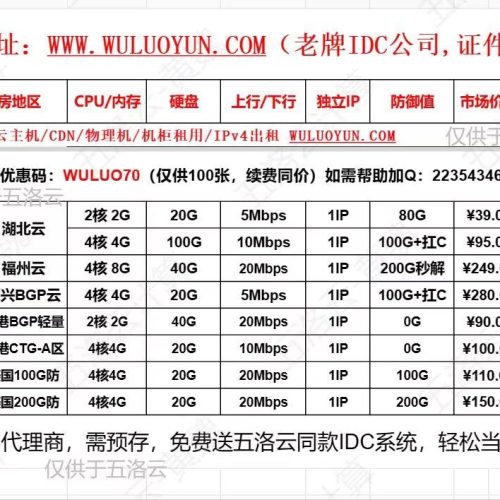 址：WWW.WULUOYUN.COM（老牌IDC公司,证件
房地区 CPU/内存 硬盘 上行/下行 独立IP 防御值 市场价
云主机/CDN/物理机/机柜租用/IPv4出租 WULUOYUN.COM 仅供于五
优惠码：WULUO70（仅供100张，续费同价）如需帮助加Q：22354346
五洛云
湖北云 2核 2G 20G 5Mbps 1IP 80G ¥39.0
4核 4G 100G 10Mbps 1IP 100G+扛C ¥95.0
福州云 4核 8G 40G 20Mbps 1IP 200G秒解 ¥249.
兴BGP云 4核 4G 20G 5Mbps 1IP 100G+扛C ¥280.
港BGP轻量 2核 2G 40G 20Mbps 1IP 0G ¥90.0
港CTG-A区 4核4G 20G 10Mbps 1IP 0G ¥100.
国100G防 4核4G 20G 20Mbps 1IP 100G ¥110.
国200G防 4核4G 20G 20Mbps 1IP 200G ¥150.
代理商，需预存，免费送五洛云同款IDC系统，轻松当
仅供于五洛云